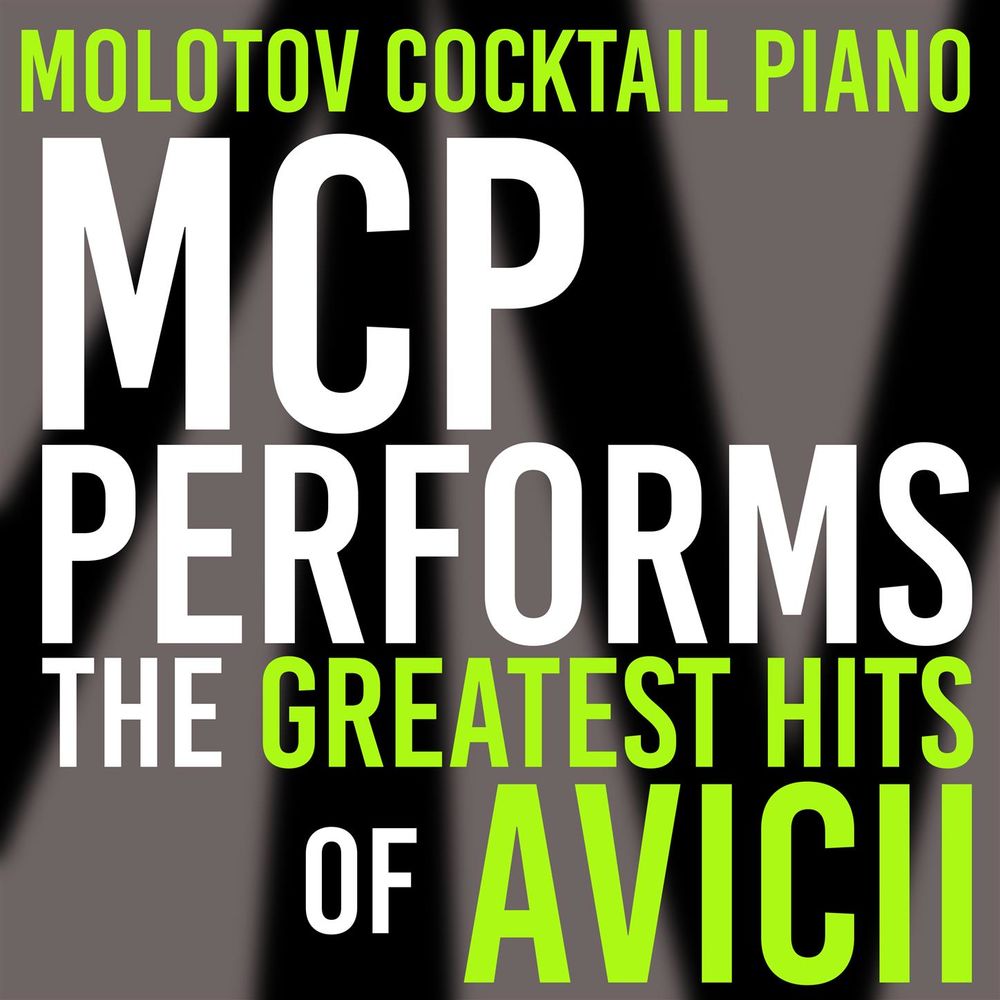 MOLOTOV COCKTAIL PIANO
MCP
PERFORMS
THE GREATEST HITS
OF AVICII